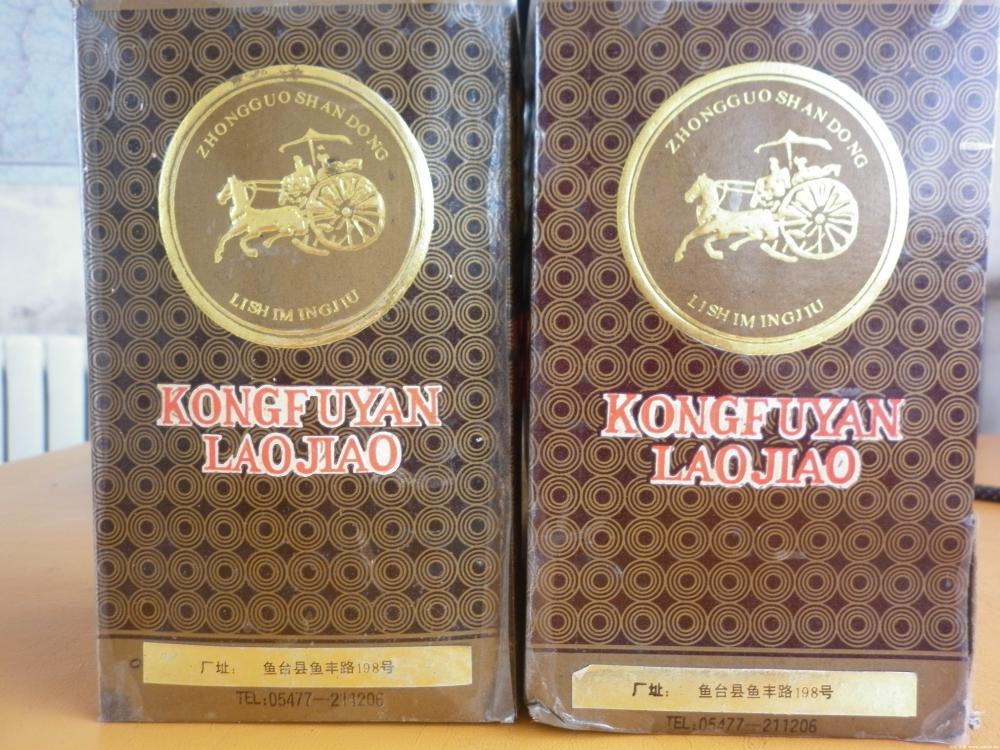 ZHONGGUO SHAN DONG
LISHI MINGJIU
KONGFUYAN
LAOJIAO
厂址： 鱼台县鱼丰路198号
TEL:05477—211206
ZHONGGUO SHAN DONG
LISHI MINGJIU
KONGFUYAN
LAOJIAO
厂址： 鱼台县鱼丰路198号
TEL:05477—211206